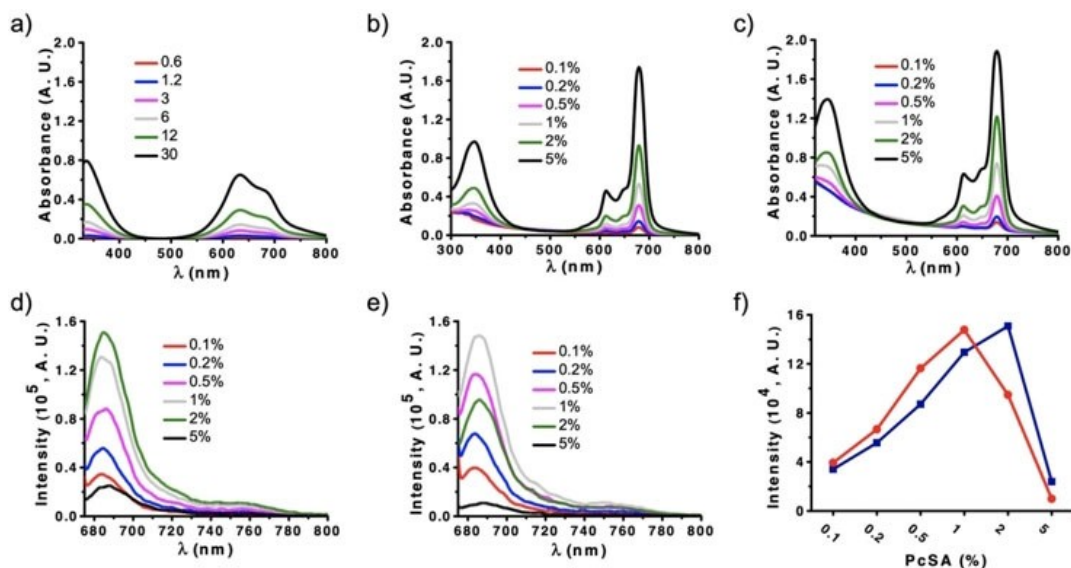 a)
2.0
1.6
1.2
0.8
0.4
0.0
Absorbance (A. U.)
0.6
1.2
3
6
12
30
400 500 600 700 800
λ (nm)
b)
2.0
1.6
1.2
0.8
0.4
0.0
Absorbance (A.U.)
0.1%
0.2%
0.5%
1%
2%
5%
300 400 500 600 700 800
λ (nm)
c)
2.0
1.6
1.2
0.8
0.4
0.0
Absorbance (A. U.)
0.1%
0.2%
0.5%
1%
2%
5%
400 500 600 700 800
λ (nm)
d)
1.6
1.2
0.8
0.4
0.0
Intensity (10⁵, A. U.)
0.1%
0.2%
0.5%
1%
2%
5%
680 700 720 740 760 780 800
λ (nm)
e)
1.6
1.2
0.8
0.4
0.0
Intensity (10⁵, A. U.)
0.1%
0.2%
0.5%
1%
2%
5%
680 700 720 740 760 780 800
λ (nm)
f)
16
12
8
4
0
Intensity (10⁴, A. U.)
0.1 0.2 0.5 1 2 5
PcSA (%)